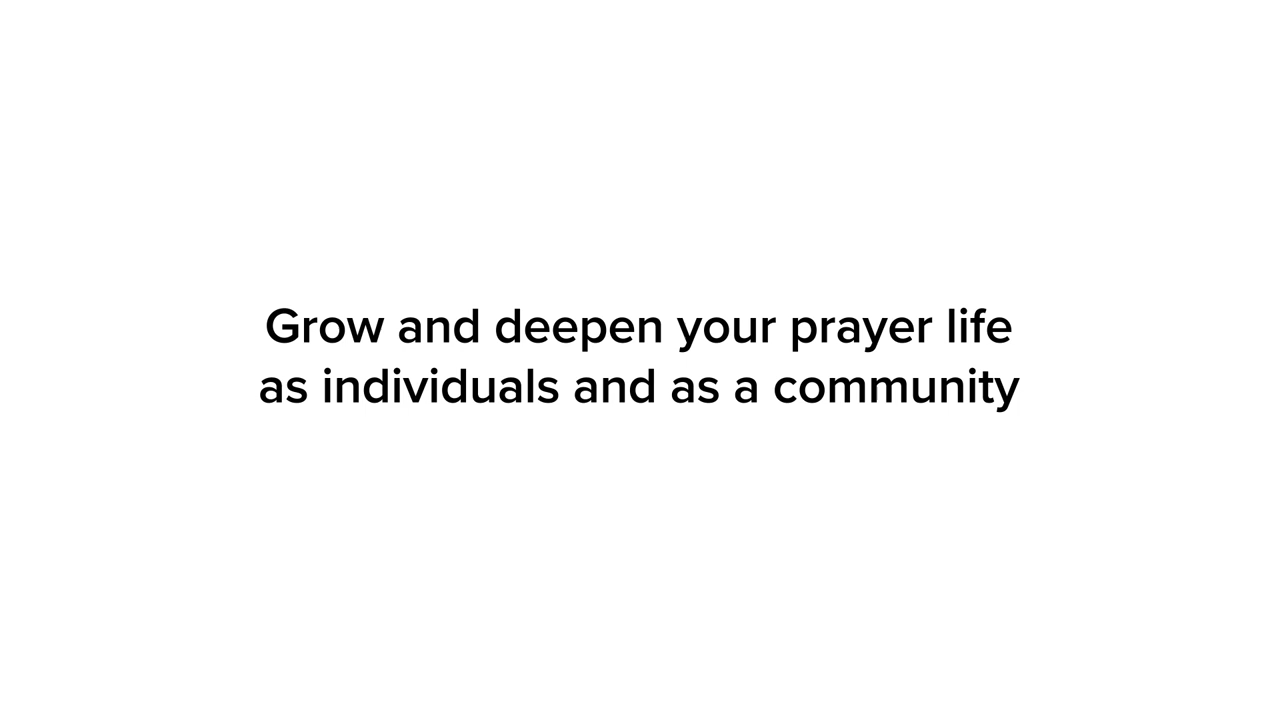 Grow and deepen your prayer life
as individuals and as a community